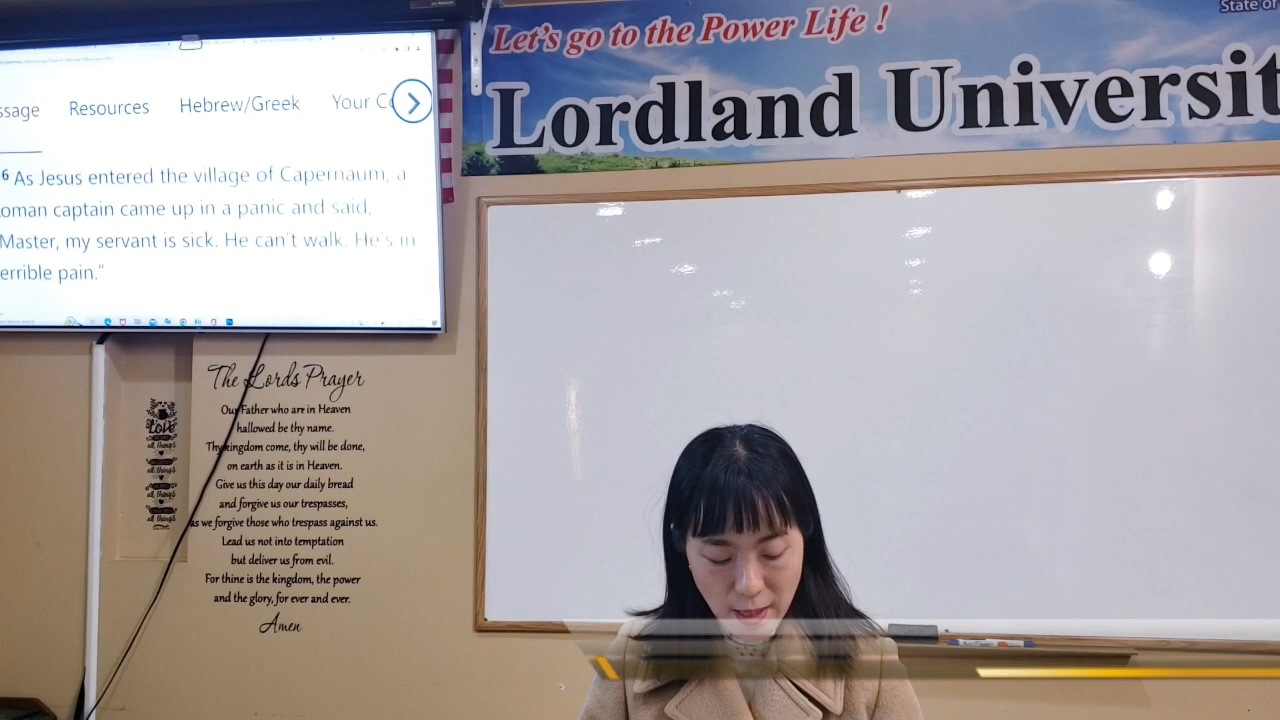 Let's go to the Power Life !
State of
Lordland Universit
ssage Resources Hebrew/Greek Your C
6 As Jesus entered the village of Capernaum, a
oman captain came up in a panic and said,
Master, my servant is sick. He can't walk. He's in
errible pain."
The Lords Prayer
Our Father who are in Heaven
hallowed be thy name.
Thy kingdom come, thy will be done,
on earth as it is in Heaven.
Give us this day our daily bread
and forgive us our trespasses,
as we forgive those who trespass against us.
Lead us not into temptation
but deliver us from evil.
For thine is the kingdom, the power
and the glory, for ever and ever.
Amen
Love
all things
all things
all things
all things